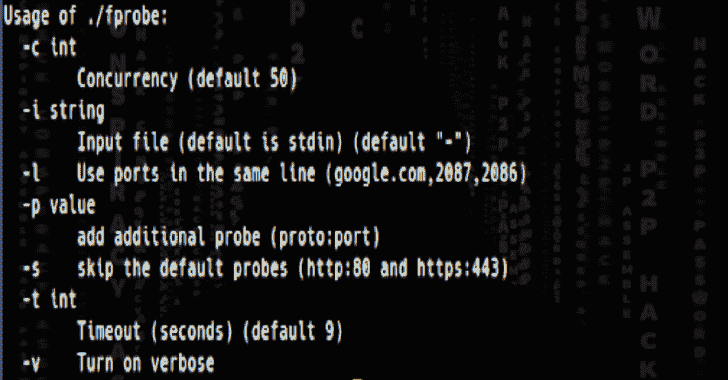 Usage of ./fprobe:
-c int
Concurrency (default 50)
-i string
Input file (default is stdin) (default "-")
-l Use ports in the same line (google.com,2087,2086)
-p value
add additional probe (proto:port)
-s skip the default probes (http:80 and https:443)
-t int
Timeout (seconds) (default 9)
-v Turn on verbose